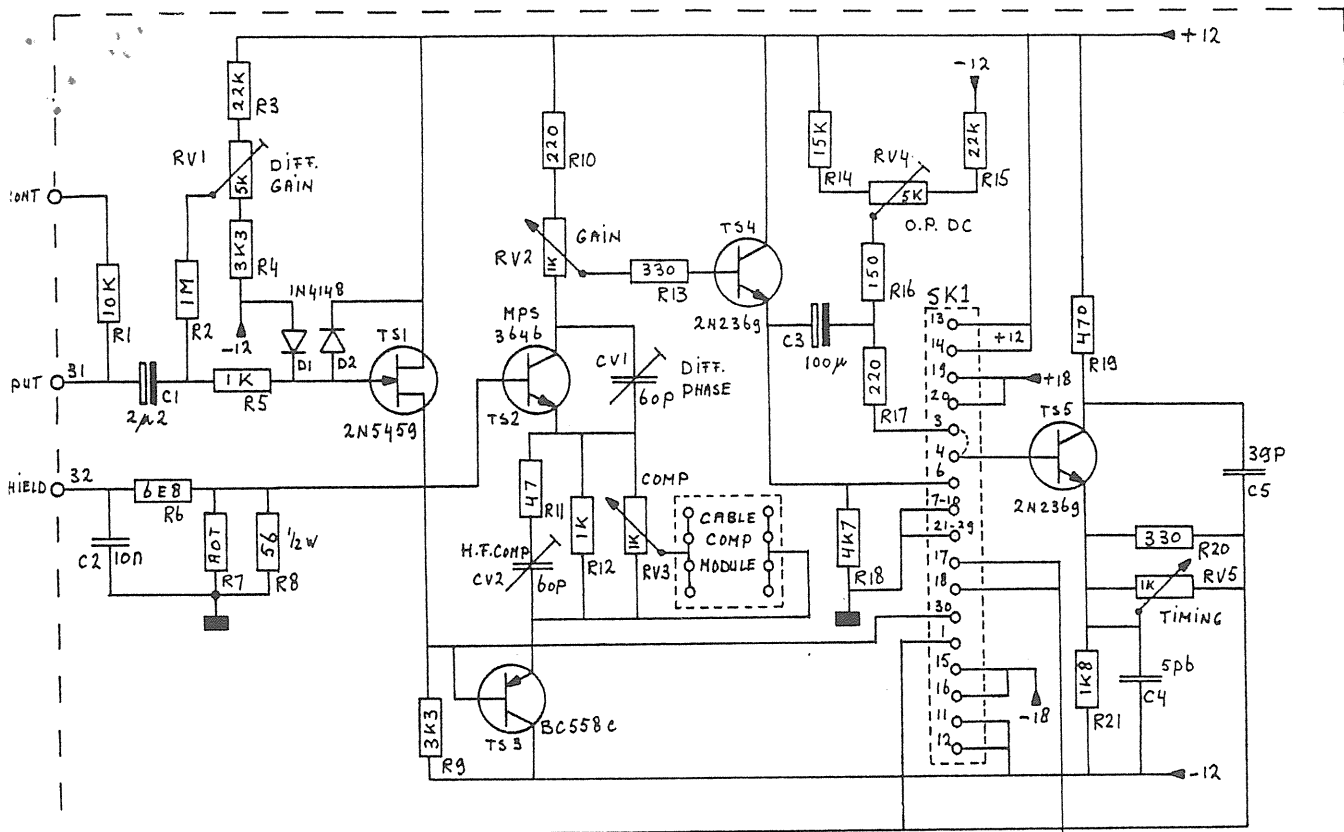 +12
-12
22K
R3
RV1
5K
DIFF.
GAIN
3K3
R4
-12
1N4148
D1
D2
CONT
10K
R1
1M
R2
31
PUT
2µ2
C1
1K
R5
TS1
2N5459
32
HIELD
6E8
R6
C2
10n
AOT
R7
56
½W
R8
220
R10
RV2
1K
GAIN
MPS
3646
TS2
CV1
60p
DIFF.
PHASE
330
R13
TS4
2N2369
C3
100µ
15K
R14
RV4
5K
O.P. DC
22K
R15
150
R16
220
R17
47
R11
H.F.COMP
CV2
60p
1K
R12
COMP
1K
RV3
CABLE
COMP
MODULE
4K7
R18
3K3
R9
TS3
BC558C
SK1
13
14
+12
19
20
+18
3
4
6
7-10
21-29
17
18
30
1
15
16
-18
11
12
470
R19
TS5
2N2369
39p
C5
330
R20
1K
RV5
TIMING
1K8
R21
5p6
C4
-12